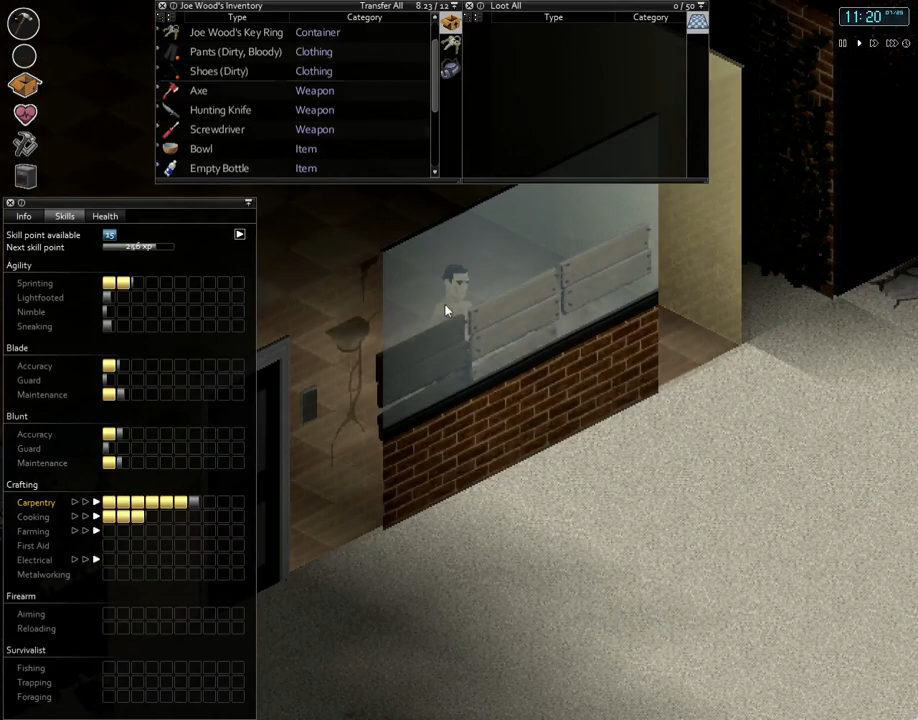 Joe Wood's Inventory Transfer All 8.23 / 12
Loot All 0 / 50
Type Category
Type Category
Joe Wood's Key Ring Container
Pants (Dirty, Bloody) Clothing
Shoes (Dirty) Clothing
Axe Weapon
Hunting Knife Weapon
Screwdriver Weapon
Bowl Item
Empty Bottle Item
11:20
Info Skills Health
Skill point available 15
Next skill point 256 xp
Agility
Sprinting
Lightfooted
Nimble
Sneaking
Blade
Accuracy
Guard
Maintenance
Blunt
Accuracy
Guard
Maintenance
Crafting
Carpentry
Cooking
Farming
First Aid
Electrical
Metalworking
Firearm
Aiming
Reloading
Survivalist
Fishing
Trapping
Foraging